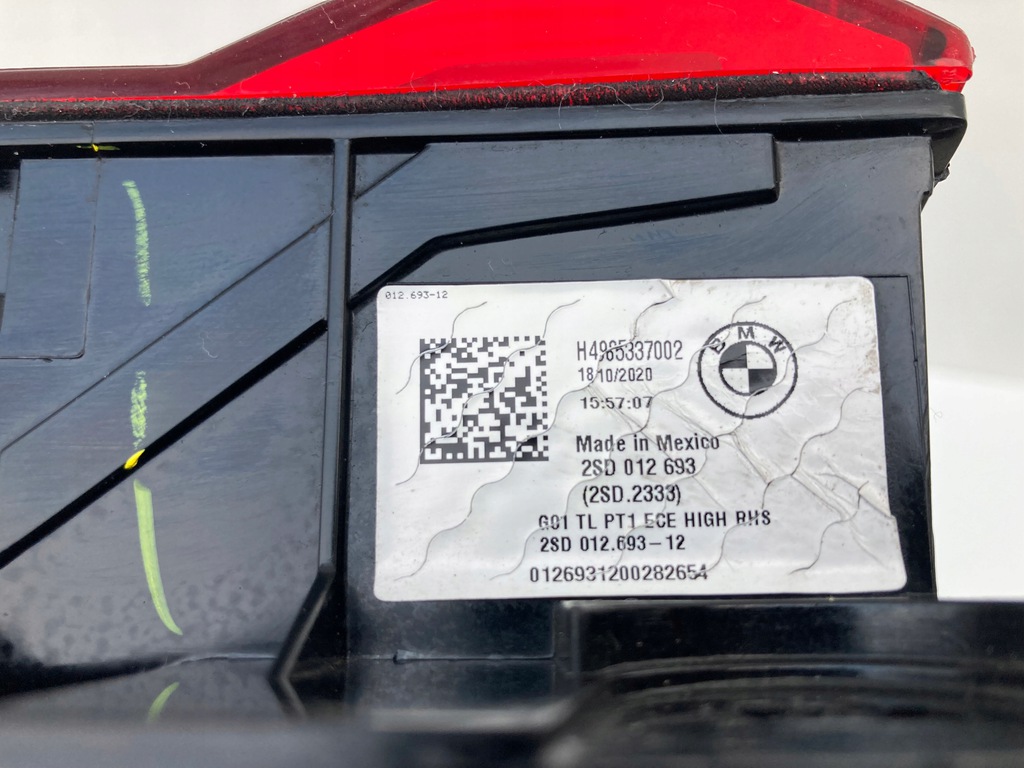 012.693-12
H4985337002
18/10/2020
BMW
15:57:07
Made in Mexico
2SD 012 693
(2SD.2333)
G01 TL PT1 ECE HIGH RHS
2SD 012.693-12
0126931200282654